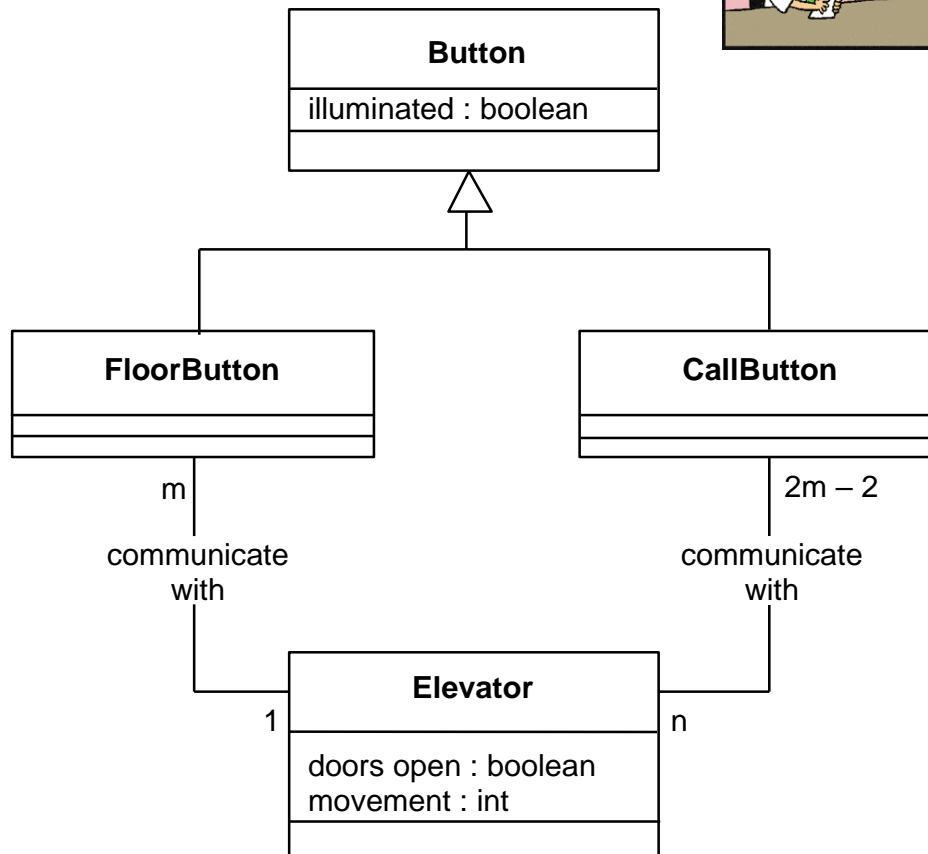 Button
illuminated : boolean
FloorButton
CallButton
m
2m – 2
communicate
with
communicate
with
Elevator
1
n
doors open : boolean
movement : int